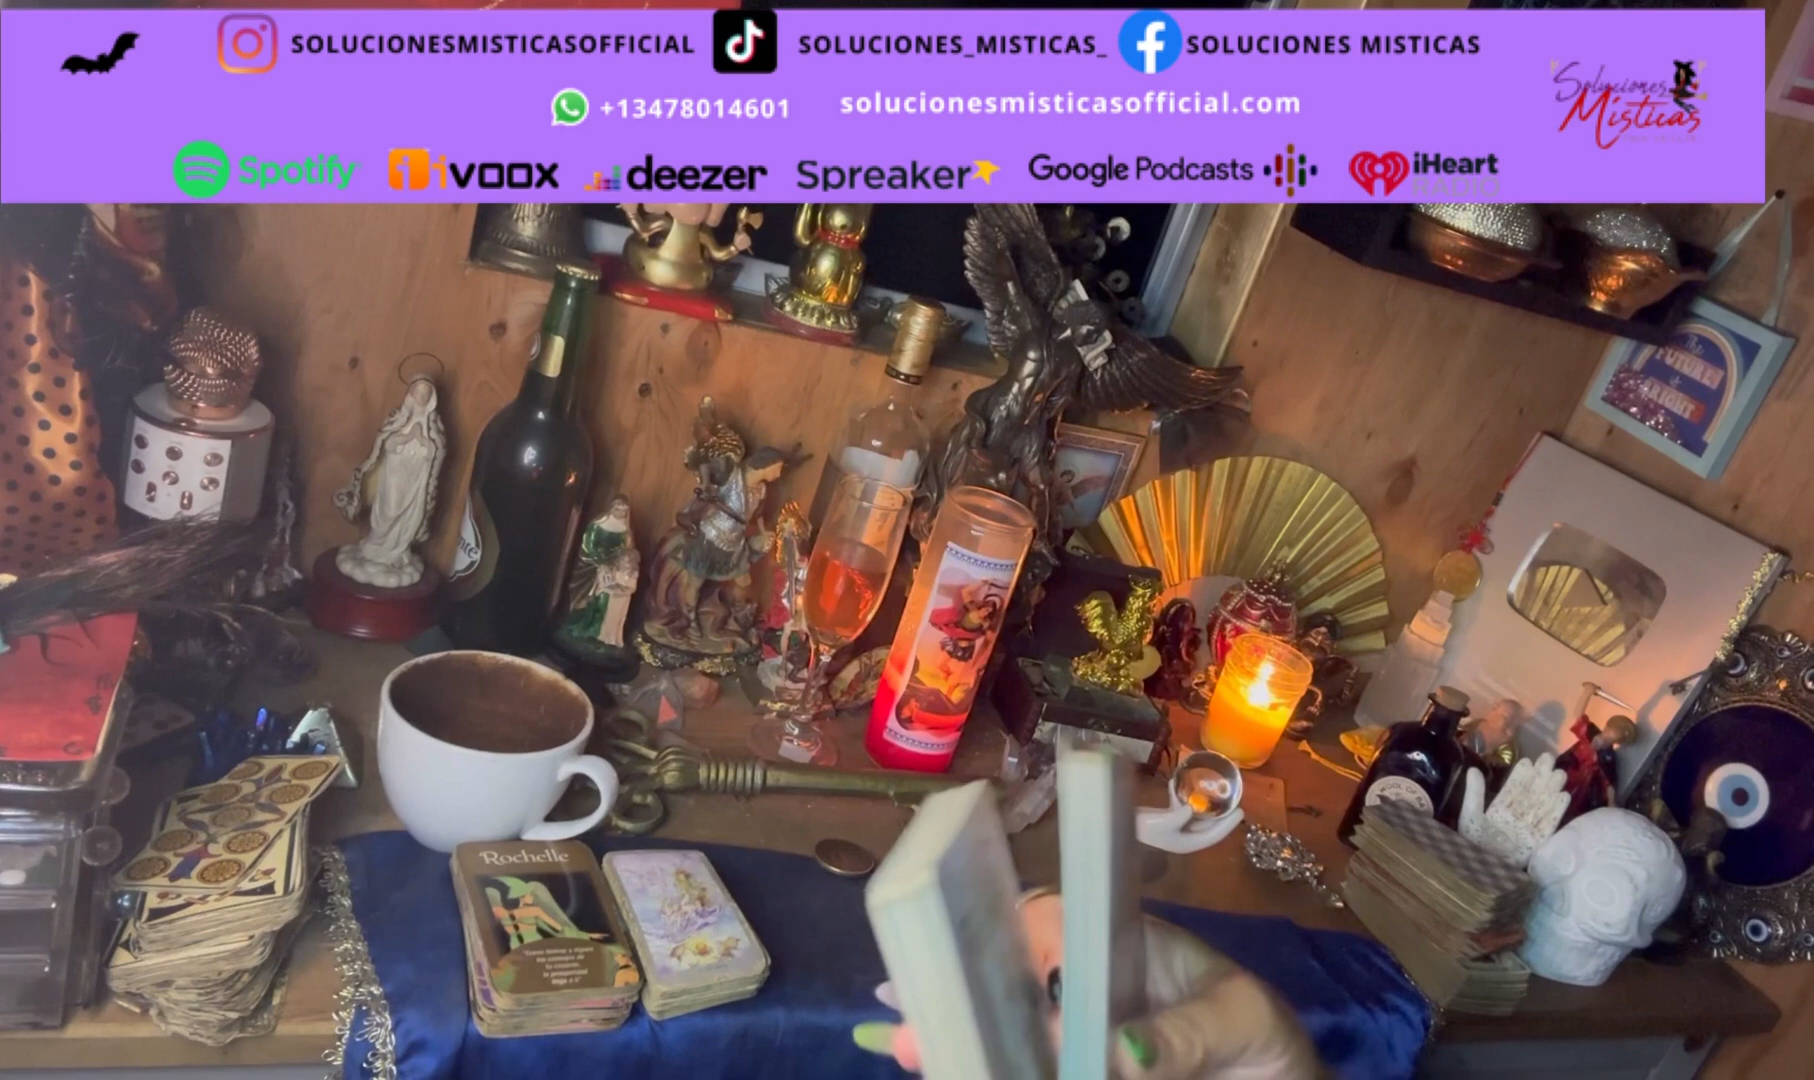 SOLUCIONESMISTICASOFFICIAL
SOLUCIONES_MISTICAS_
SOLUCIONES MISTICAS
+13478014601
solucionesmisticasofficial.com
Soluciones
Místicas
Spotify
ivoox
deezer
Spreaker
Google Podcasts
iHeart
RADIO
The
FUTURE
is
BRIGHT
Rochelle